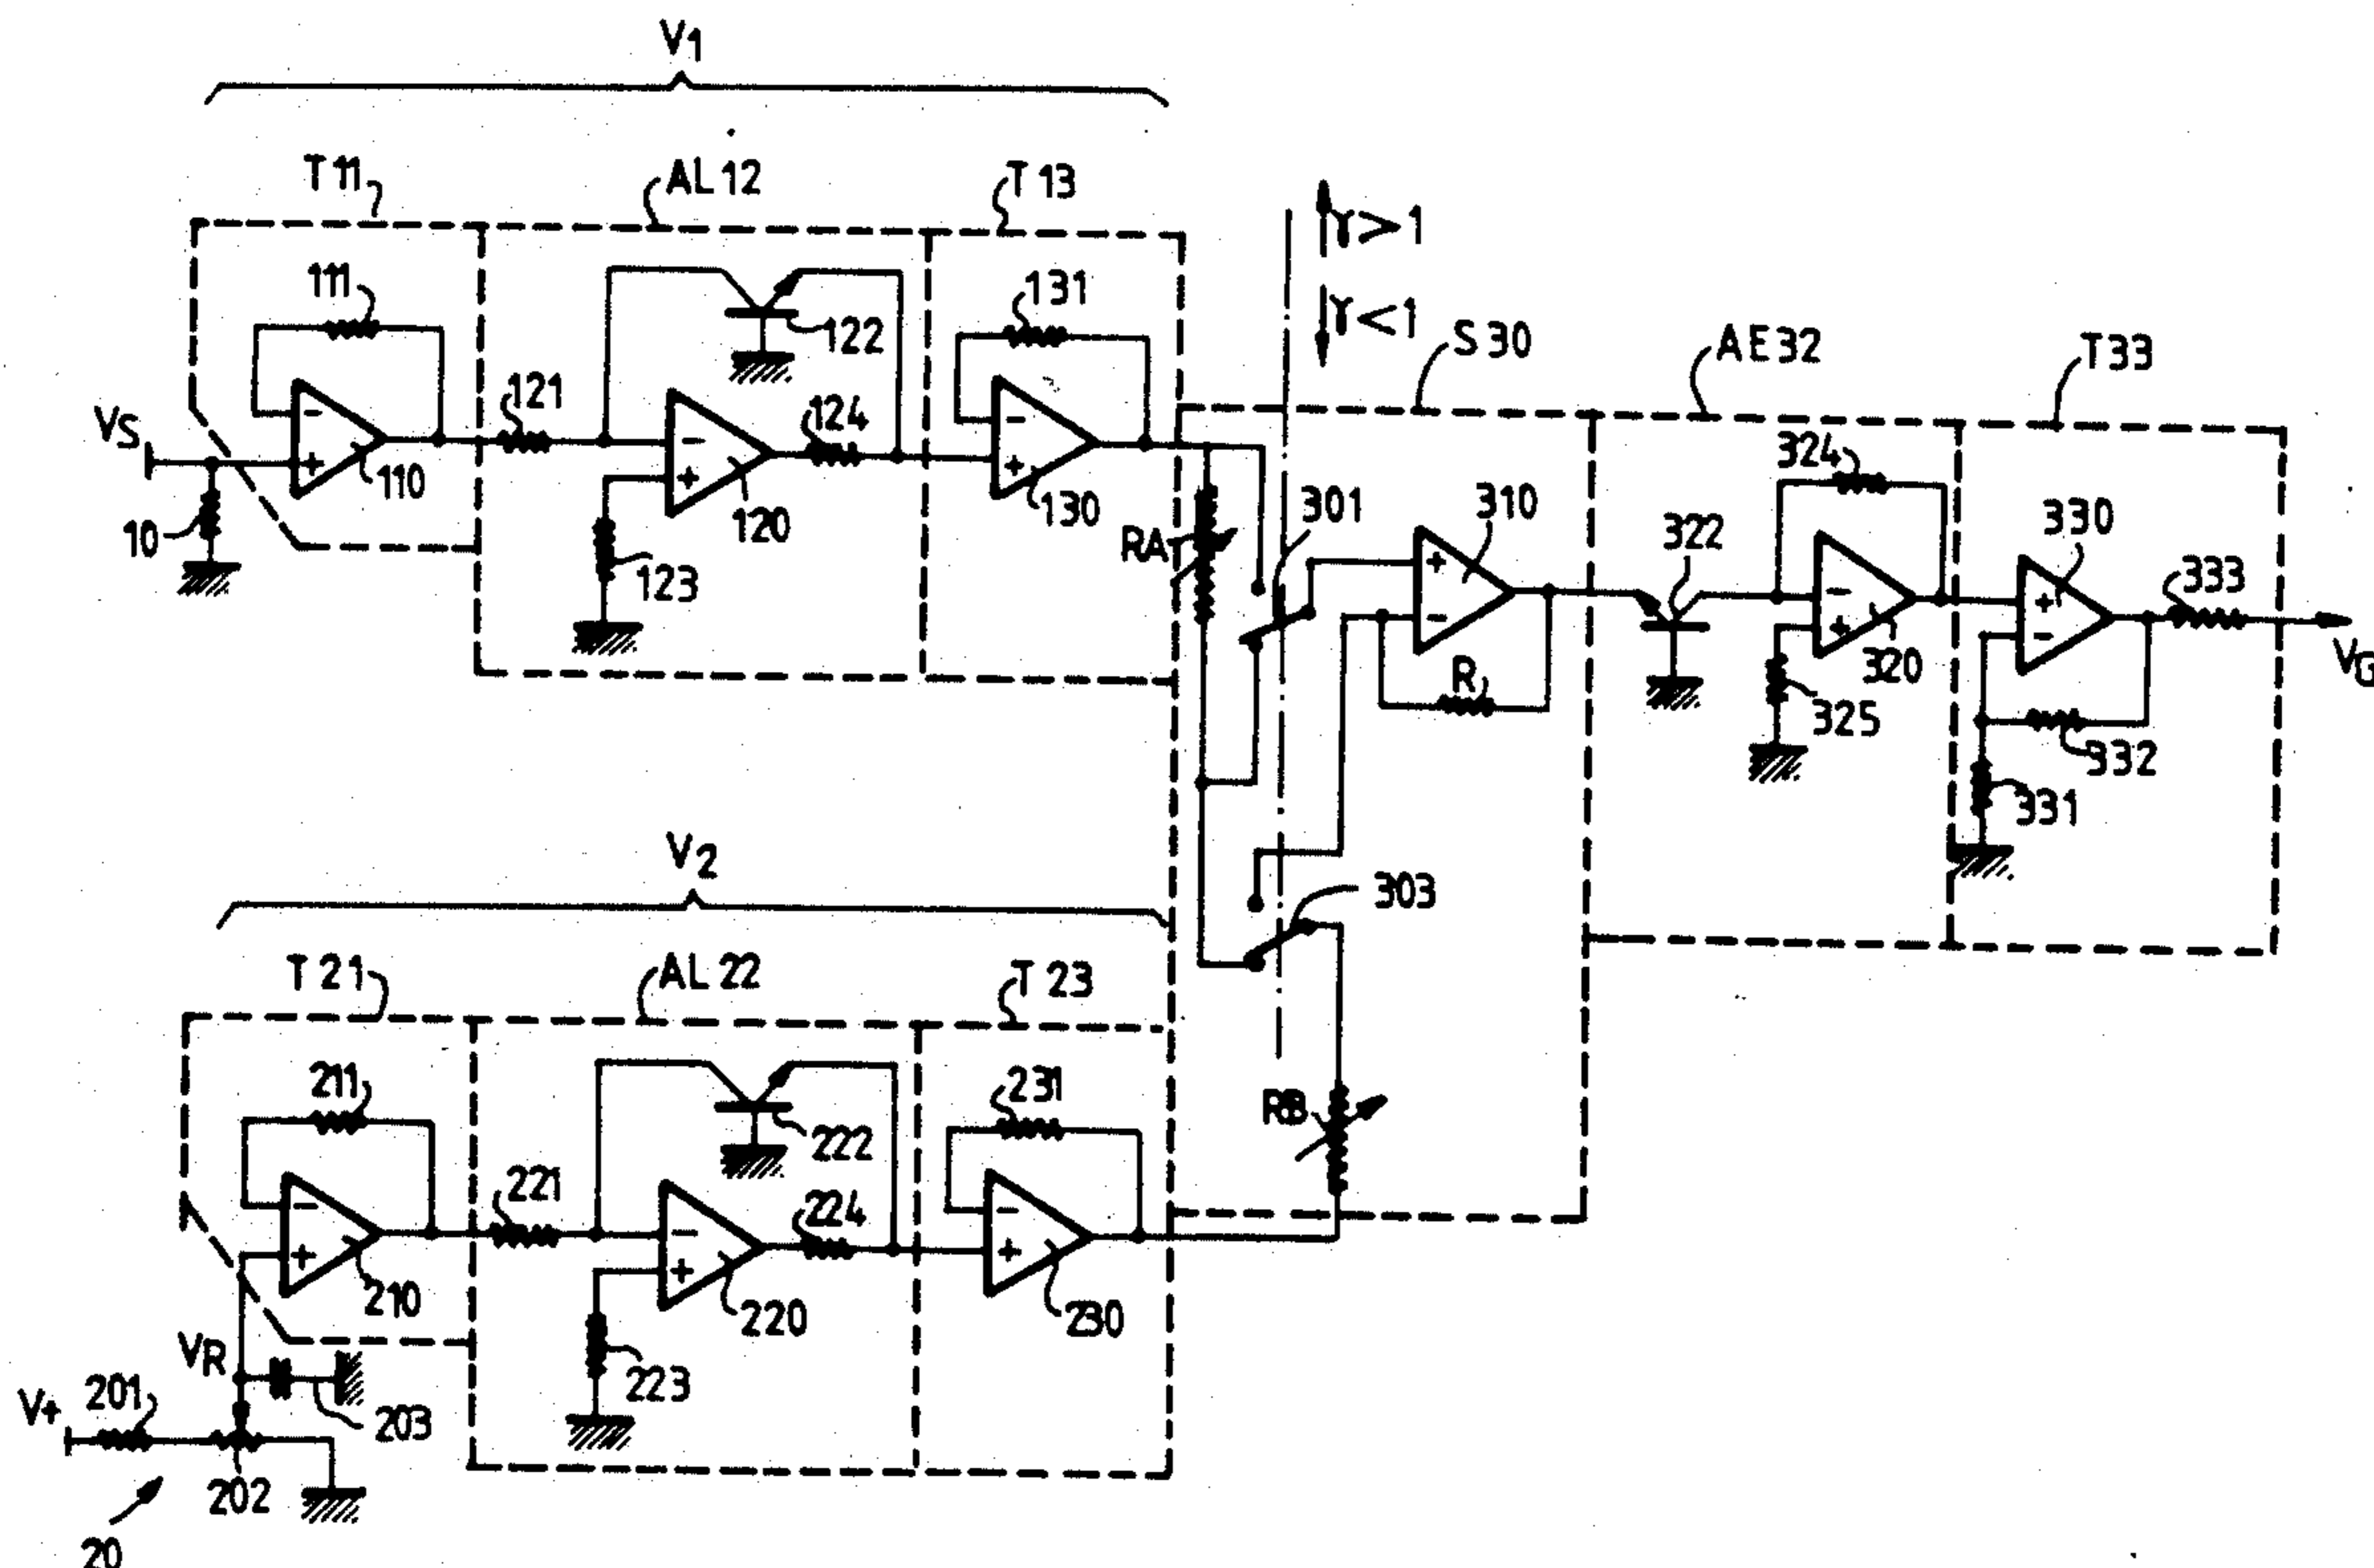 V1
T11
AL12
T13
γ>1
γ<1
111
122
131
S30
AE32
T33
VS
121
124
324
110
120
130
301
310
322
330
333
10
123
RA
R
320
VG
325
332
331
V2
303
T21
AL22
T23
211
222
231
RB
221
224
210
220
230
VR
223
V+
201
203
202
20
+
-
+
-
+
-
+
-
-
+
+
-
-
+
-
+
-
+